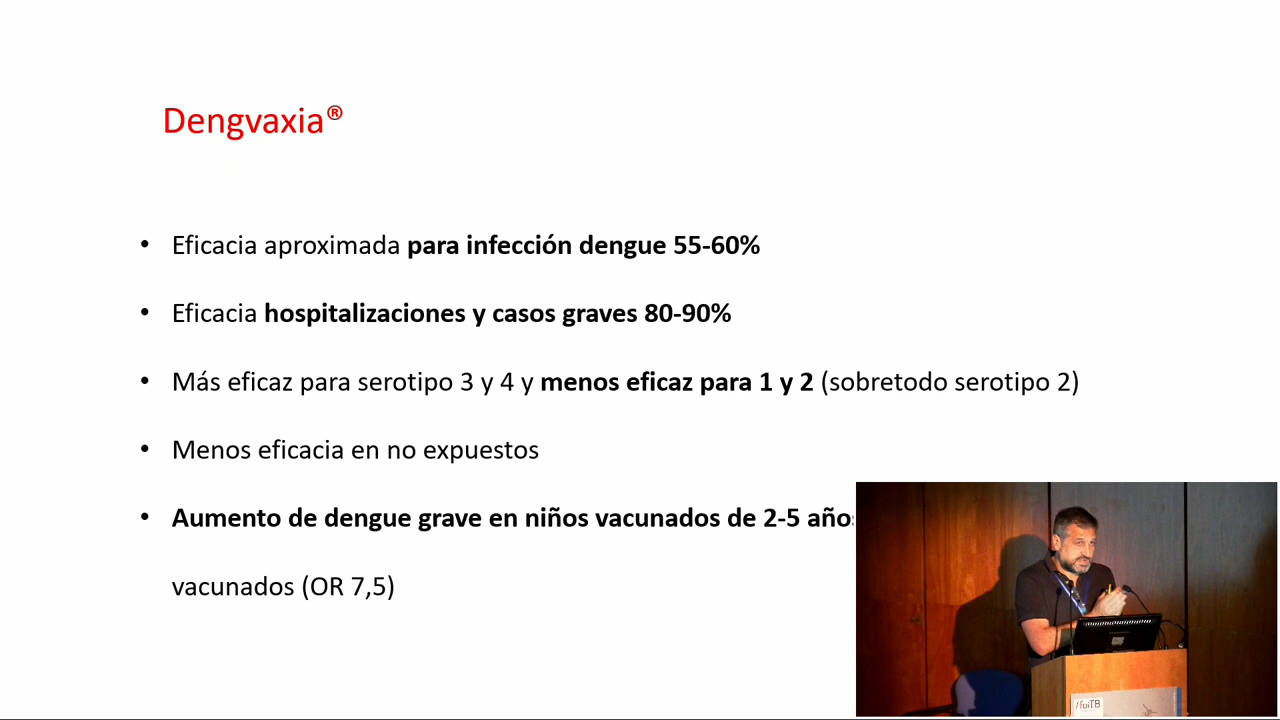 Dengvaxia®
• Eficacia aproximada para infección dengue 55-60%
• Eficacia hospitalizaciones y casos graves 80-90%
• Más eficaz para serotipo 3 y 4 y menos eficaz para 1 y 2 (sobretodo serotipo 2)
• Menos eficacia en no expuestos
• Aumento de dengue grave en niños vacunados de 2-5 años
vacunados (OR 7,5)
/fuiTB